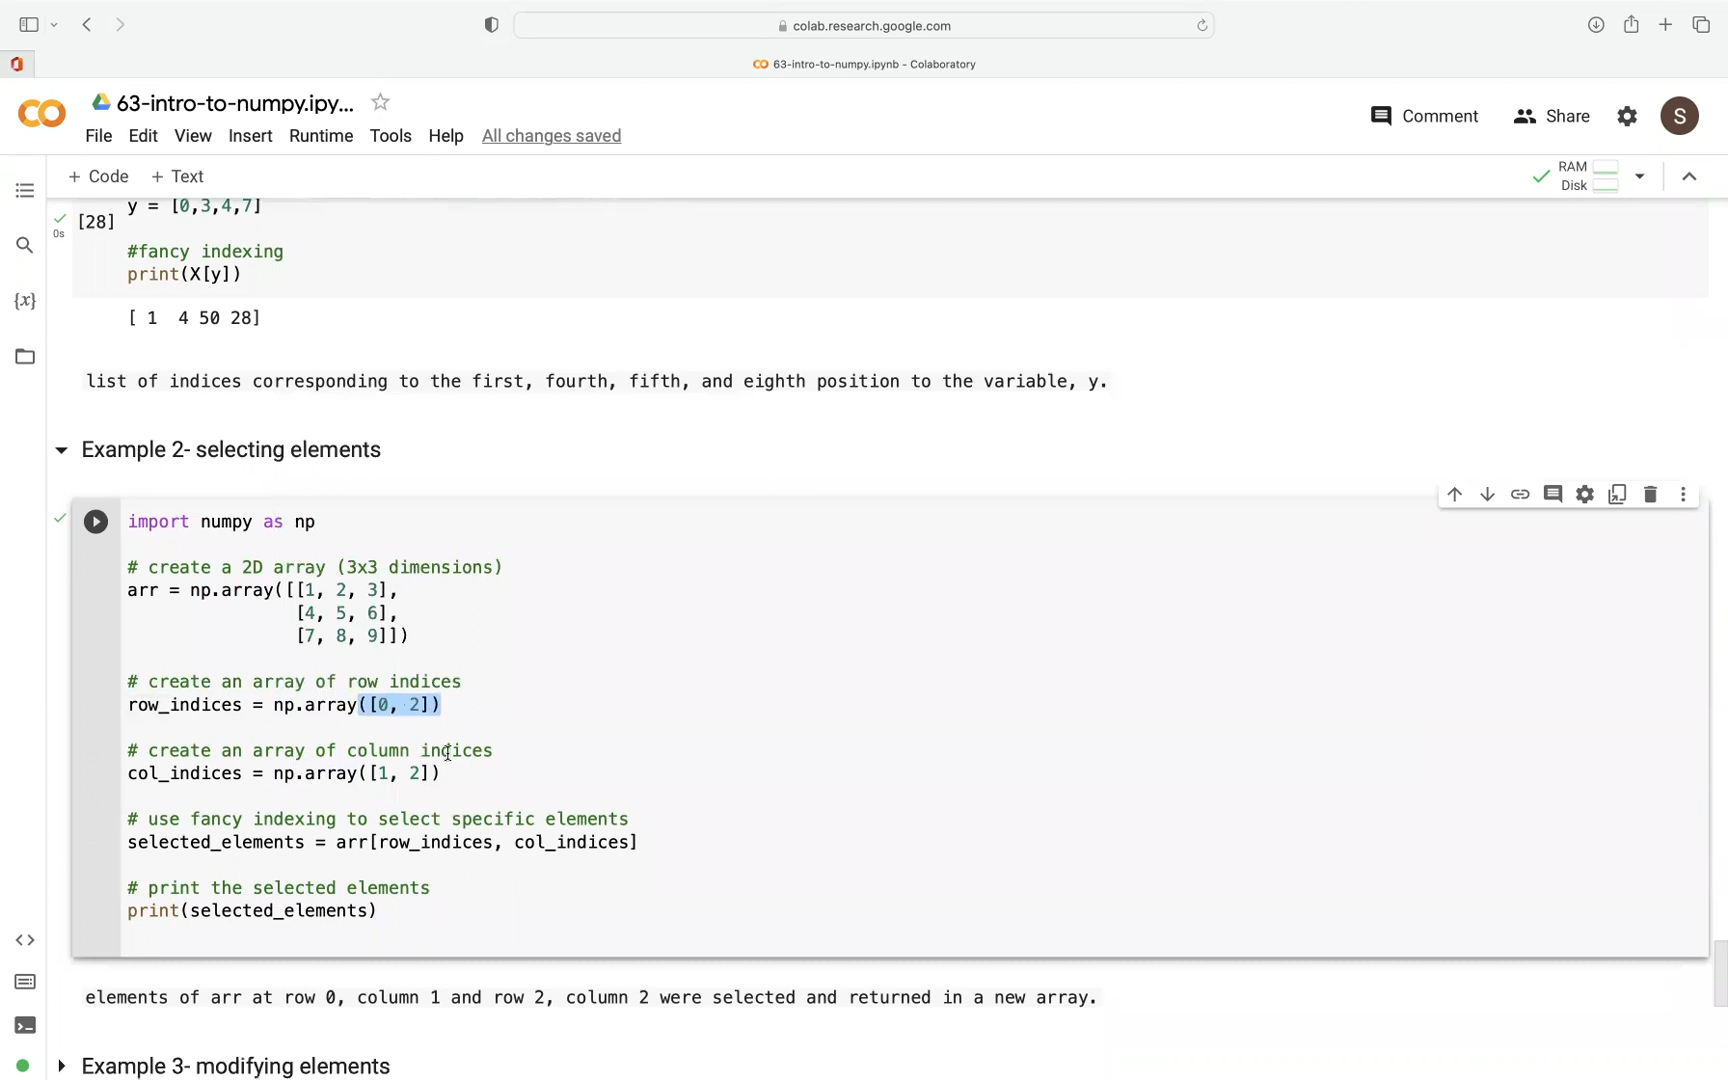 colab.research.google.com
63-intro-to-numpy.ipynb - Colaboratory
63-intro-to-numpy.ipy...
Comment
Share
S
File Edit View Insert Runtime Tools Help All changes saved
+ Code + Text
RAM
Disk
y = [0,3,4,7]
[28]
0s
#fancy indexing
{x}
print(X[y])
[ 1  4 50 28]
list of indices corresponding to the first, fourth, fifth, and eighth position to the variable, y.
Example 2- selecting elements
import numpy as np
# create a 2D array (3x3 dimensions)
arr = np.array([[1, 2, 3],
[4, 5, 6],
[7, 8, 9]])
# create an array of row indices
row_indices = np.array([0, 2])
# create an array of column indices
col_indices = np.array([1, 2])
# use fancy indexing to select specific elements
selected_elements = arr[row_indices, col_indices]
# print the selected elements
print(selected_elements)
elements of arr at row 0, column 1 and row 2, column 2 were selected and returned in a new array.
Example 3- modifying elements